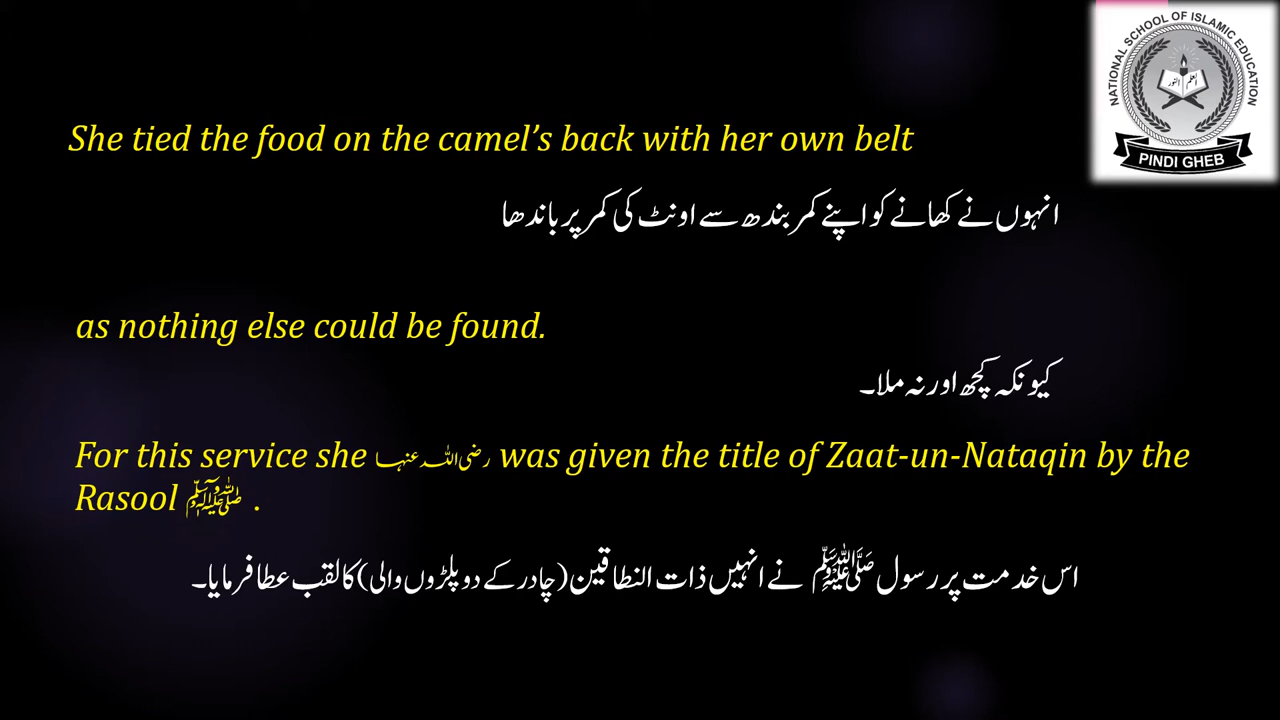 NATIONAL SCHOOL OF ISLAMIC EDUCATION
PINDI GHEB
She tied the food on the camel’s back with her own belt
انہوں نے کھانے کو اپنے کمر بندھ سے اونٹ کی کمر پر باندھا
as nothing else could be found.
کیونکہ کچھ اور نہ ملا۔
For this service she رضی اللہ عنہا was given the title of Zaat-un-Nataqin by the
Rasool ﷺ .
اس خدمت پر رسول ﷺ نے انہیں ذات النطاقین (چادر کے دو پلڑوں والی) کا لقب عطا فرمایا۔